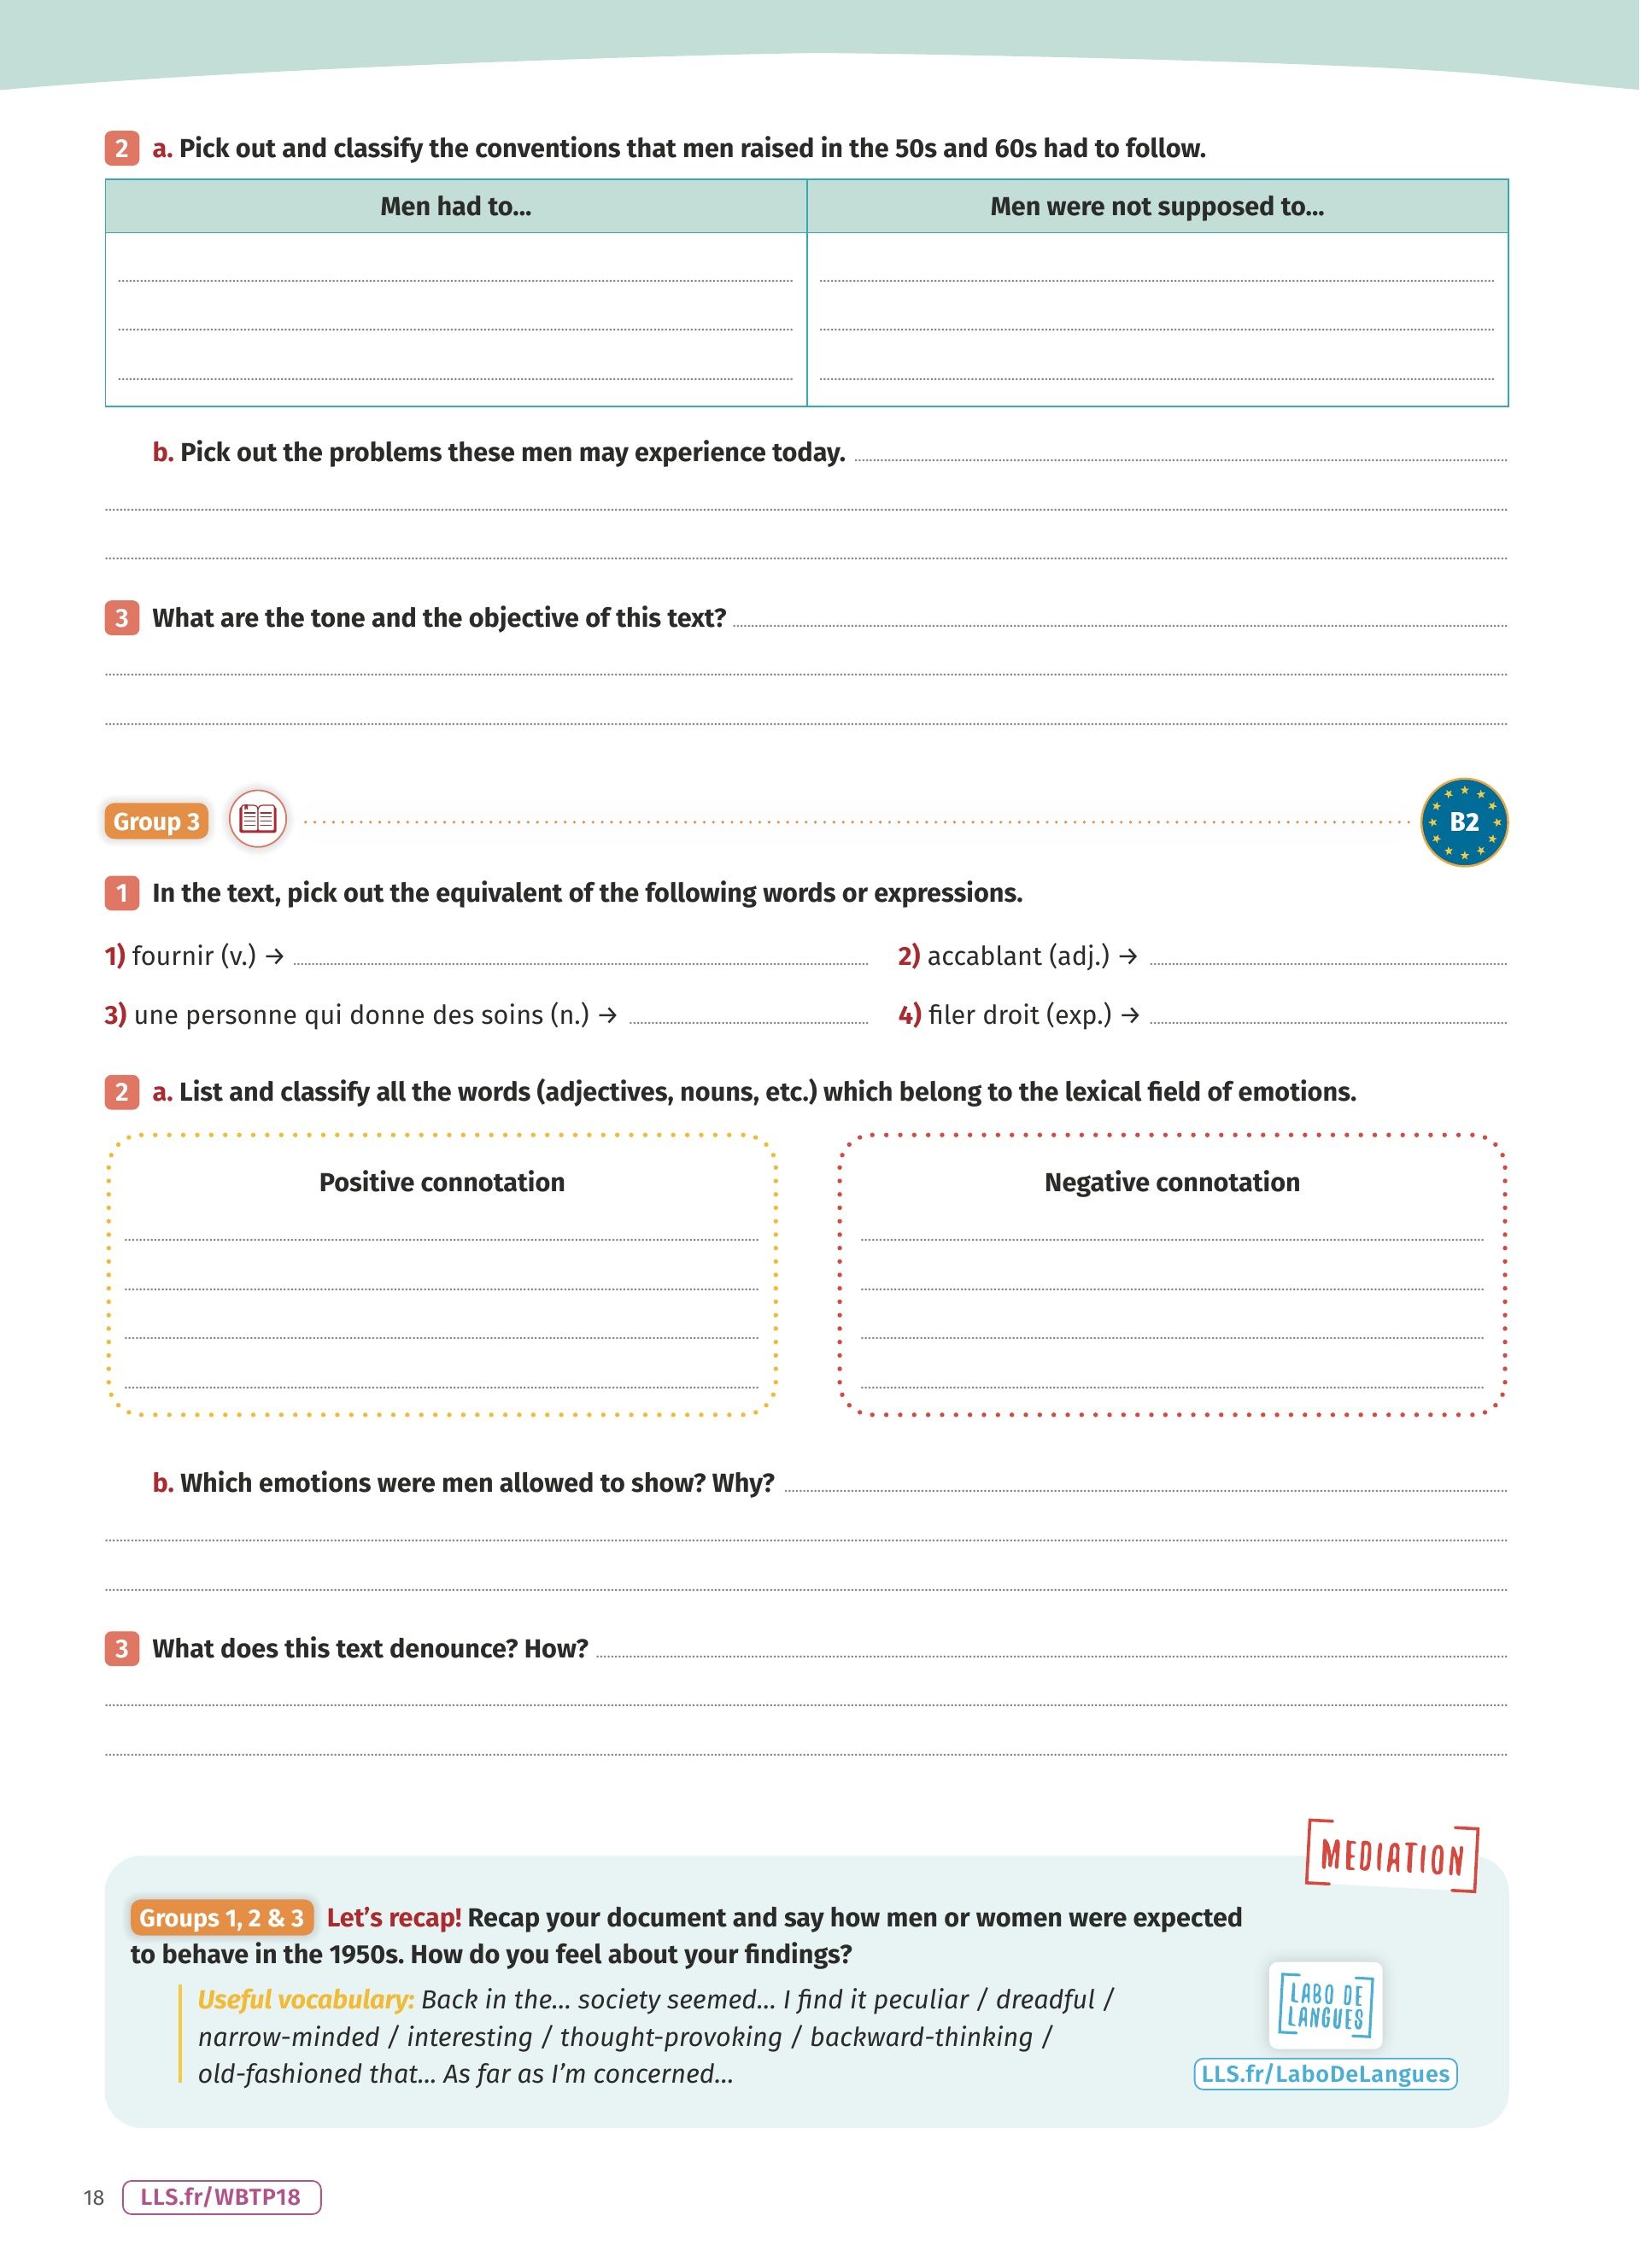 2 a. Pick out and classify the conventions that men raised in the 50s and 60s had to follow.
Men had to...
Men were not supposed to...
b. Pick out the problems these men may experience today.
3 What are the tone and the objective of this text?
Group 3
B2
1 In the text, pick out the equivalent of the following words or expressions.
1) fournir (v.) →
2) accablant (adj.) →
3) une personne qui donne des soins (n.) →
4) filer droit (exp.) →
2 a. List and classify all the words (adjectives, nouns, etc.) which belong to the lexical field of emotions.
Positive connotation
Negative connotation
b. Which emotions were men allowed to show? Why?
3 What does this text denounce? How?
MEDIATION
Groups 1, 2 & 3 Let's recap! Recap your document and say how men or women were expected
to behave in the 1950s. How do you feel about your findings?
Useful vocabulary: Back in the... society seemed... I find it peculiar / dreadful /
narrow-minded / interesting / thought-provoking / backward-thinking /
old-fashioned that... As far as I'm concerned...
LABO DE
LANGUES
LLS.fr/LaboDeLangues
18 LLS.fr/WBTP18